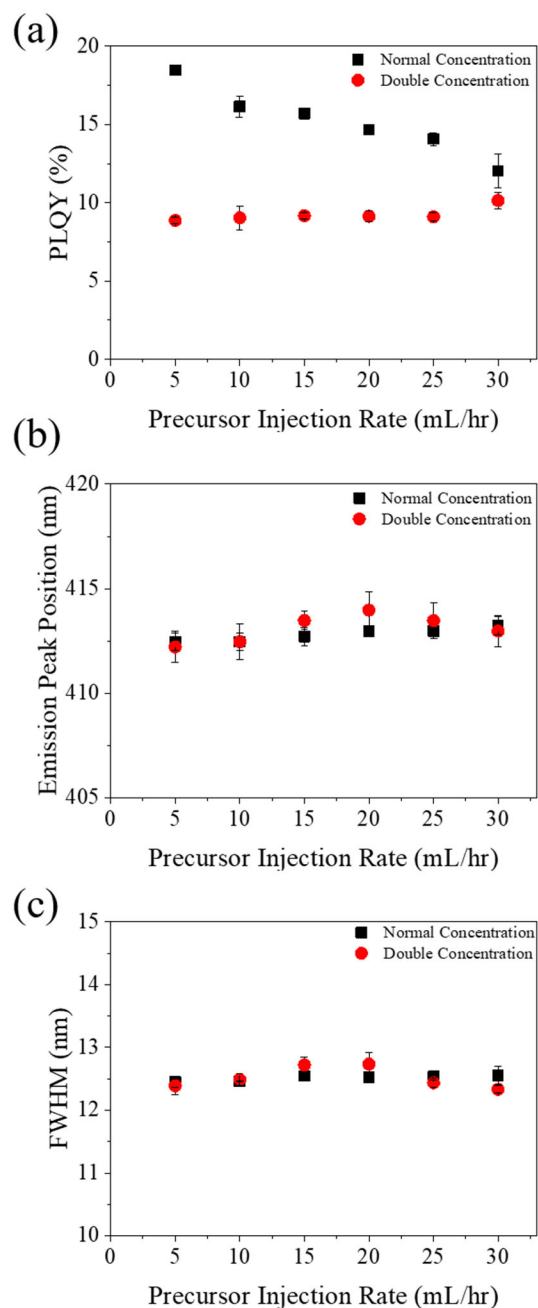 (a)
20
15
10
5
0
PLQY (%)
Normal Concentration
Double Concentration
0 5 10 15 20 25 30
Precursor Injection Rate (mL/hr)
(b)
420
415
410
405
Emission Peak Position (nm)
Normal Concentration
Double Concentration
0 5 10 15 20 25 30
Precursor Injection Rate (mL/hr)
(c)
15
14
13
12
11
10
FWHM (nm)
Normal Concentration
Double Concentration
0 5 10 15 20 25 30
Precursor Injection Rate (mL/hr)